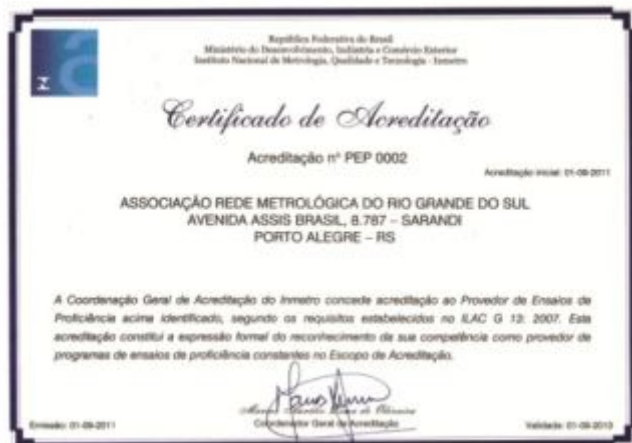 República Federativa do Brasil
Ministério do Desenvolvimento, Indústria e Comércio Exterior
Instituto Nacional de Metrologia, Qualidade e Tecnologia - Inmetro
Certificado de Acreditação
Acreditação nº PEP 0002
Acreditação inicial: 01-09-2011
ASSOCIAÇÃO REDE METROLÓGICA DO RIO GRANDE DO SUL
AVENIDA ASSIS BRASIL, 8.787 – SARANDI
PORTO ALEGRE – RS
A Coordenação Geral de Acreditação do Inmetro concede acreditação ao Provedor de Ensaios de
Proficiência acima identificado, segundo os requisitos estabelecidos no ILAC G 13: 2007. Esta
acreditação constitui a expressão formal do reconhecimento da sua competência como provedor de
programas de ensaios de proficiência constantes no Escopo de Acreditação.
de Oliveira
Coordenador Geral de Acreditação
Emissão: 01-09-2011
Validade: 01-09-2013